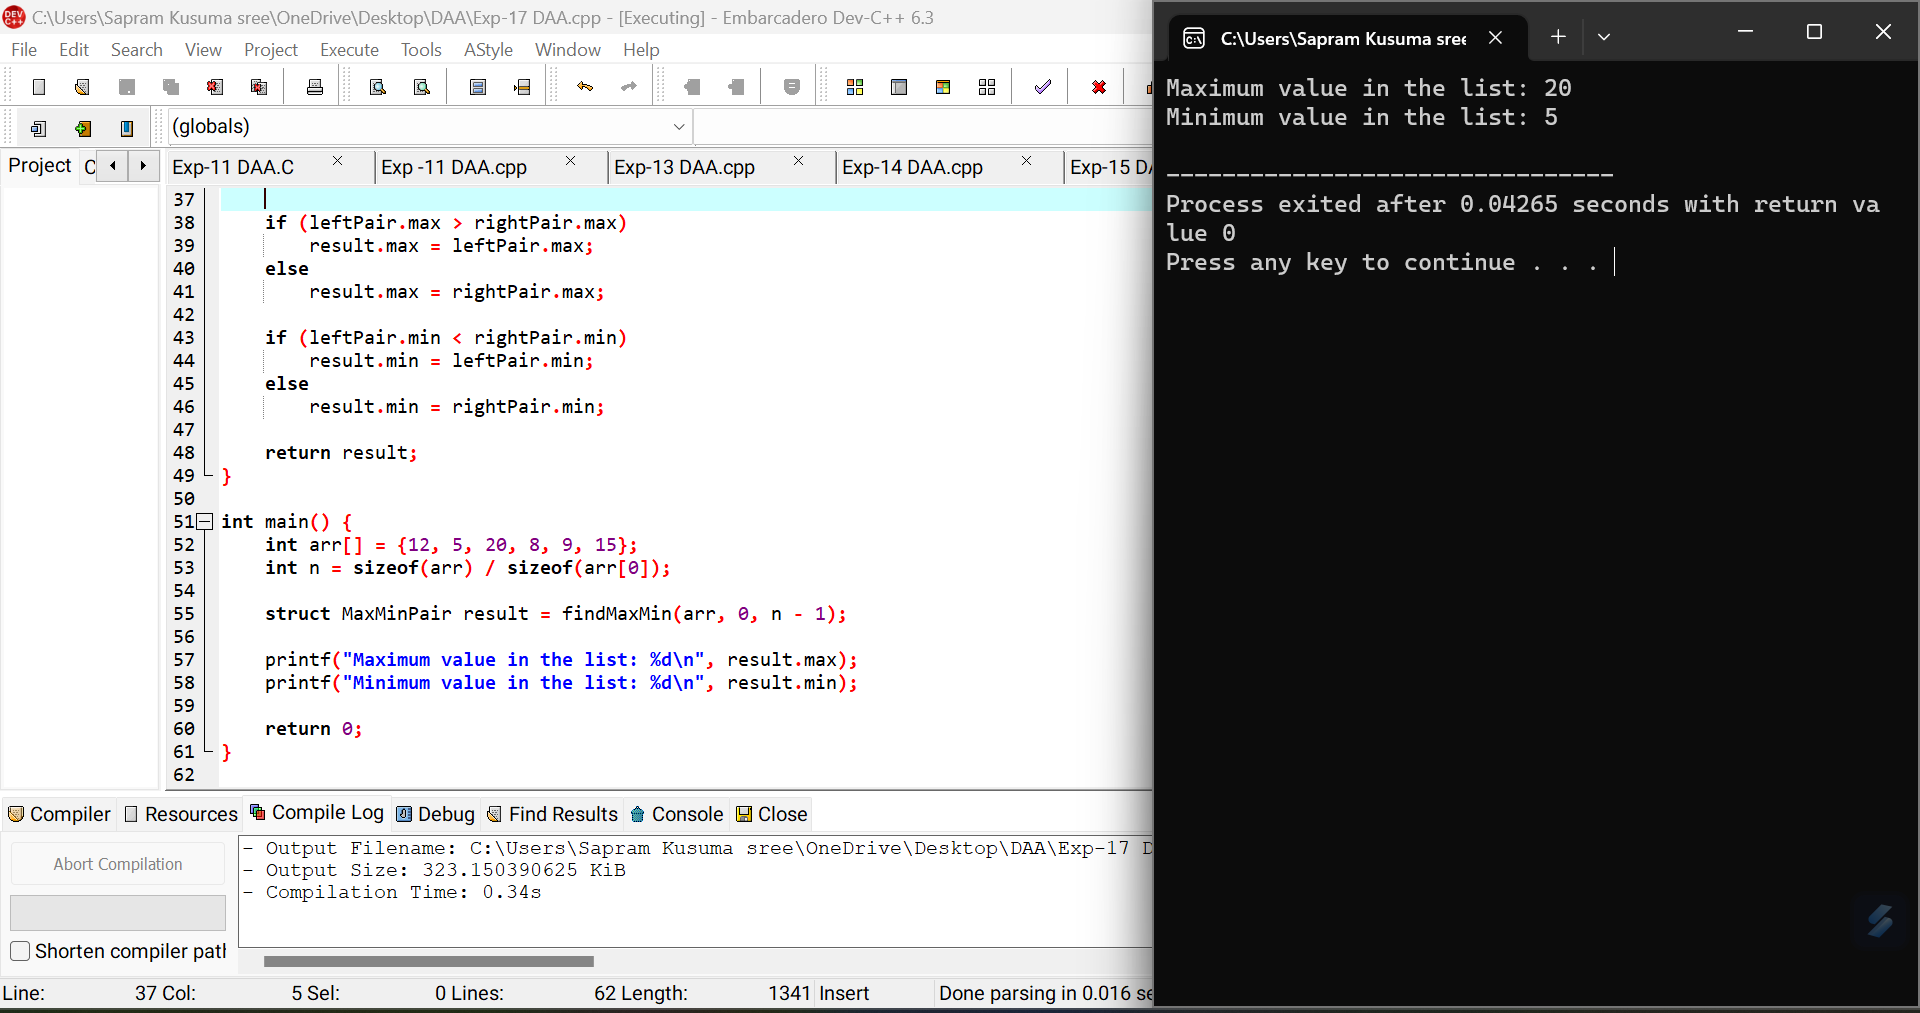 C:\Users\Sapram Kusuma sree\OneDrive\Desktop\DAA\Exp-17 DAA.cpp - [Executing] - Embarcadero Dev-C++ 6.3
File Edit Search View Project Execute Tools AStyle Window Help
(globals)
Project
Exp-11 DAA.C
Exp -11 DAA.cpp
Exp-13 DAA.cpp
Exp-14 DAA.cpp
Exp-15
37
38 if (leftPair.max > rightPair.max)
39 result.max = leftPair.max;
40 else
41 result.max = rightPair.max;
42
43 if (leftPair.min < rightPair.min)
44 result.min = leftPair.min;
45 else
46 result.min = rightPair.min;
47
48 return result;
49 }
50
51 int main() {
52 int arr[] = {12, 5, 20, 8, 9, 15};
53 int n = sizeof(arr) / sizeof(arr[0]);
54
55 struct MaxMinPair result = findMaxMin(arr, 0, n - 1);
56
57 printf("Maximum value in the list: %d\n", result.max);
58 printf("Minimum value in the list: %d\n", result.min);
59
60 return 0;
61 }
62
Compiler Resources Compile Log Debug Find Results Console Close
Abort Compilation
Shorten compiler
- Output Filename: C:\Users\Sapram Kusuma sree\OneDrive\Desktop\DAA\Exp-17
- Output Size: 323.150390625 KiB
- Compilation Time: 0.34s
Line: 37 Col: 5 Sel: 0 Lines: 62 Length: 1341 Insert Done parsing in 0.016
C:\Users\Sapram Kusuma sree
Maximum value in the list: 20
Minimum value in the list: 5
--------------------------------
Process exited after 0.04265 seconds with return va
lue 0
Press any key to continue . . .